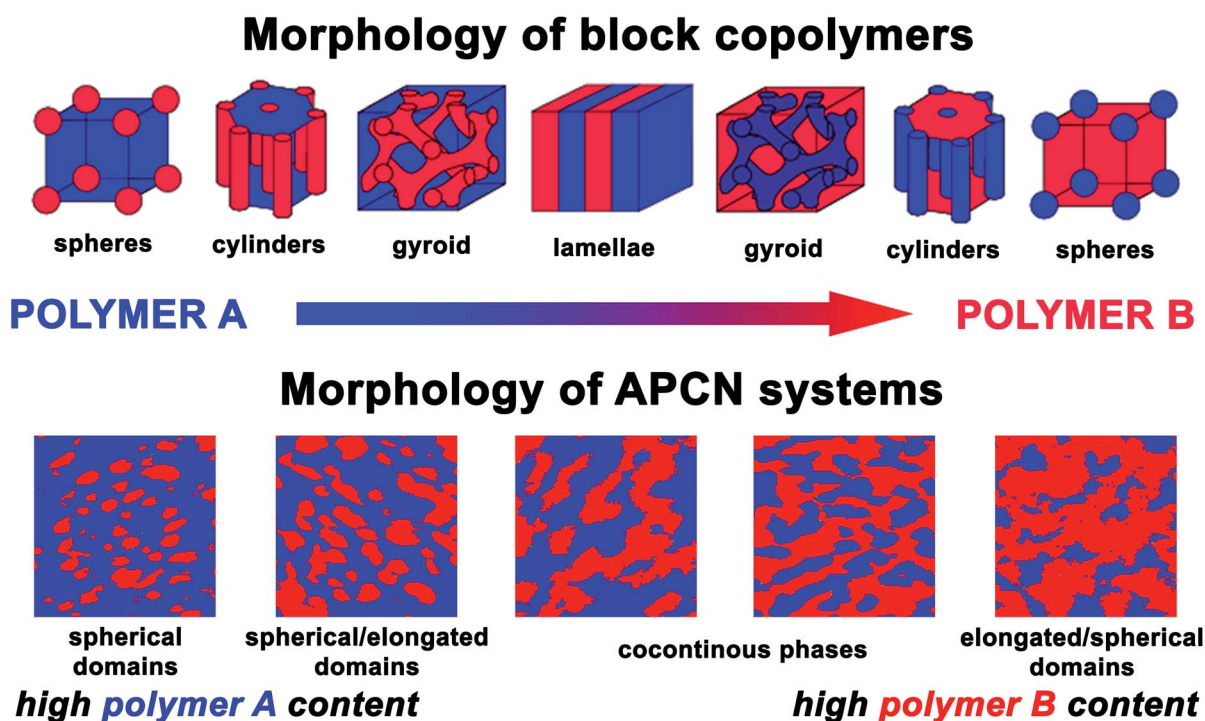 Morphology of block copolymers
spheres cylinders gyroid lamellae gyroid cylinders spheres
POLYMER A POLYMER B
Morphology of APCN systems
spherical
domains
spherical/elongated
domains
cocontinous phases
elongated/spherical
domains
high polymer A content
high polymer B content